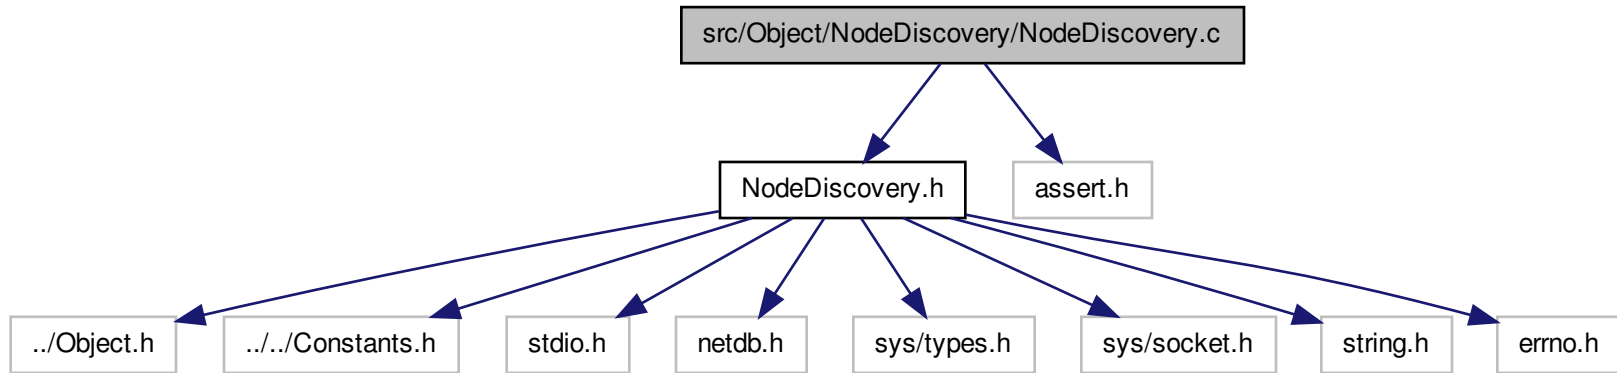 src/Object/NodeDiscovery/NodeDiscovery.c
NodeDiscovery.h
assert.h
../Object.h
../../Constants.h
stdio.h
netdb.h
sys/types.h
sys/socket.h
string.h
errno.h